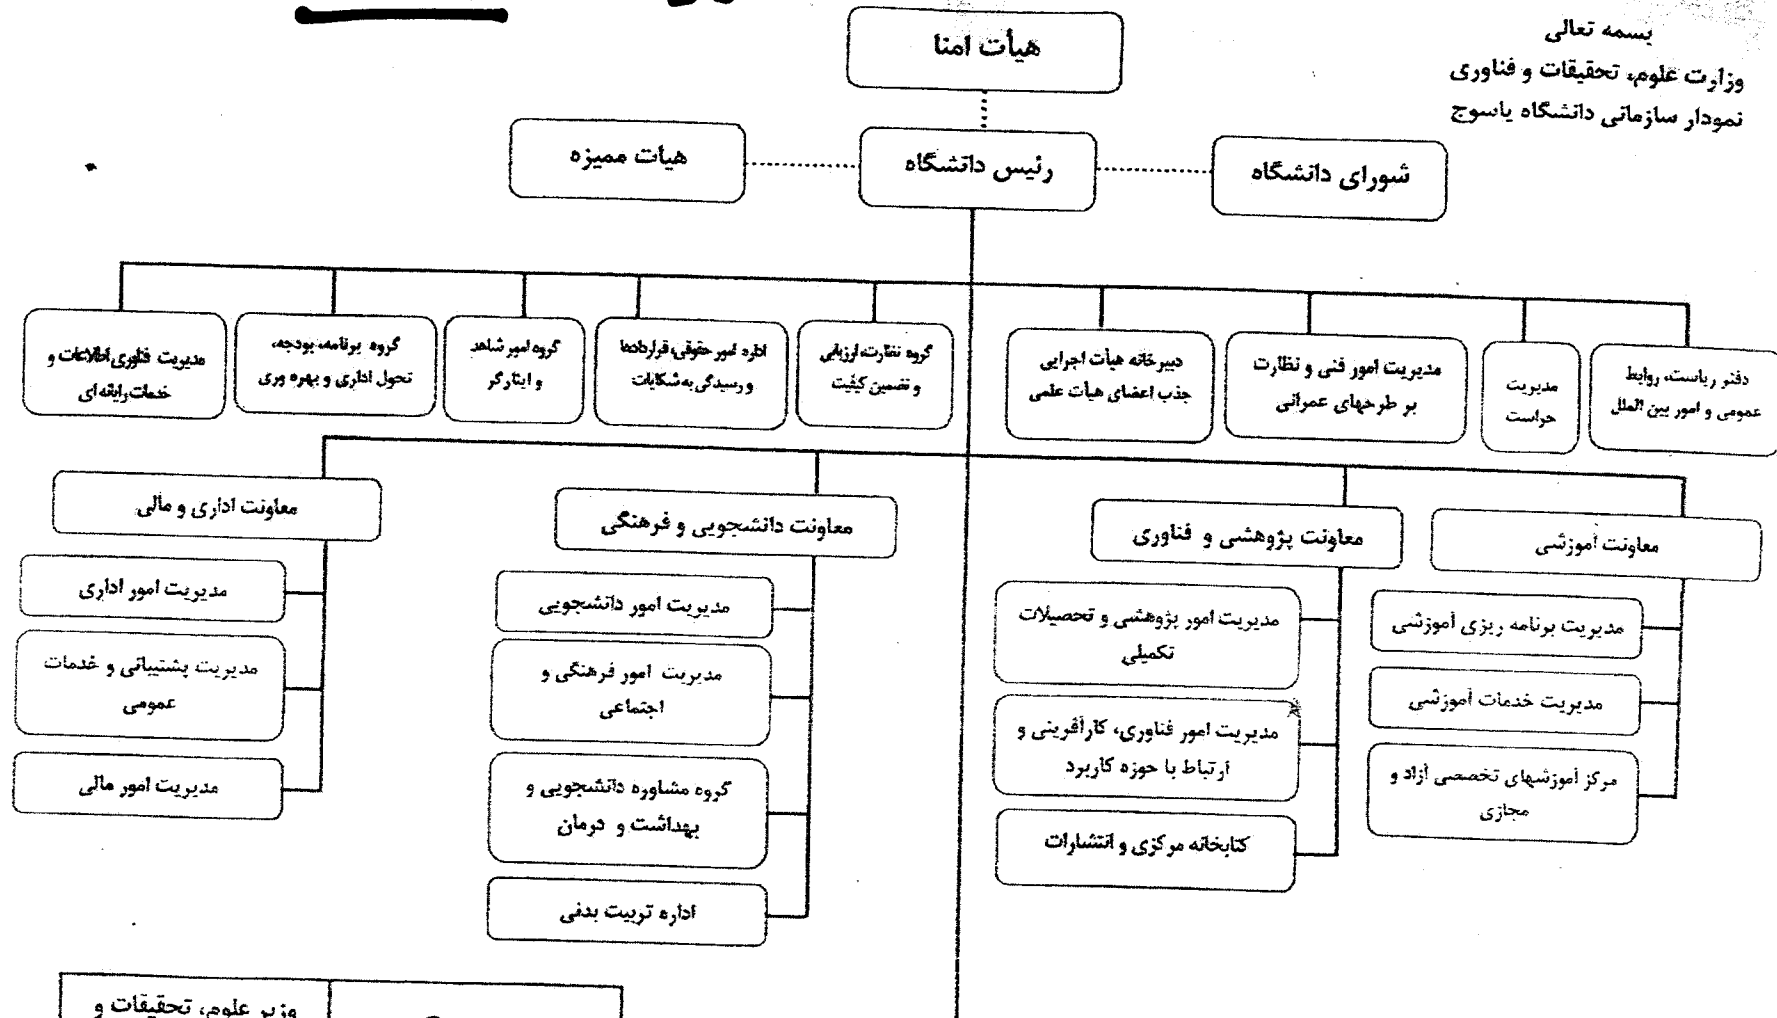 بسمه تعالی
وزارت علوم، تحقیقات و فناوری
نمودار سازمانی دانشگاه یاسوج
هیأت امنا
شورای دانشگاه
رئیس دانشگاه
هیأت ممیزه
دفتر ریاست، روابط
عمومی و امور بین الملل
مدیریت
حراست
مدیریت امور فنی و نظارت
بر طرحهای عمرانی
دبیرخانه هیأت اجرایی
جذب اعضای هیأت علمی
گروه نظارت، ارزیابی
و تضمین کیفیت
اداره امور حقوقی، قراردادها
و رسیدگی به شکایات
گروه امور شاهد
و ایثارگر
گروه برنامه، بودجه،
تحول اداری و بهره وری
مدیریت فناوری اطلاعات و
خدمات رایانه ای
معاونت آموزشی
مدیریت برنامه ریزی آموزشی
مدیریت خدمات آموزشی
مرکز آموزشهای تخصصی آزاد و
مجازی
معاونت پژوهشی و فناوری
مدیریت امور پژوهشی و تحصیلات
تکمیلی
مدیریت امور فناوری، کارآفرینی و
ارتباط با حوزه کاربرد
کتابخانه مرکزی و انتشارات
معاونت دانشجویی و فرهنگی
مدیریت امور دانشجویی
مدیریت امور فرهنگی و
اجتماعی
گروه مشاوره دانشجویی و
بهداشت و درمان
اداره تربیت بدنی
معاونت اداری و مالی
مدیریت امور اداری
مدیریت پشتیبانی و خدمات
عمومی
مدیریت امور مالی
وزیر علوم، تحقیقات و